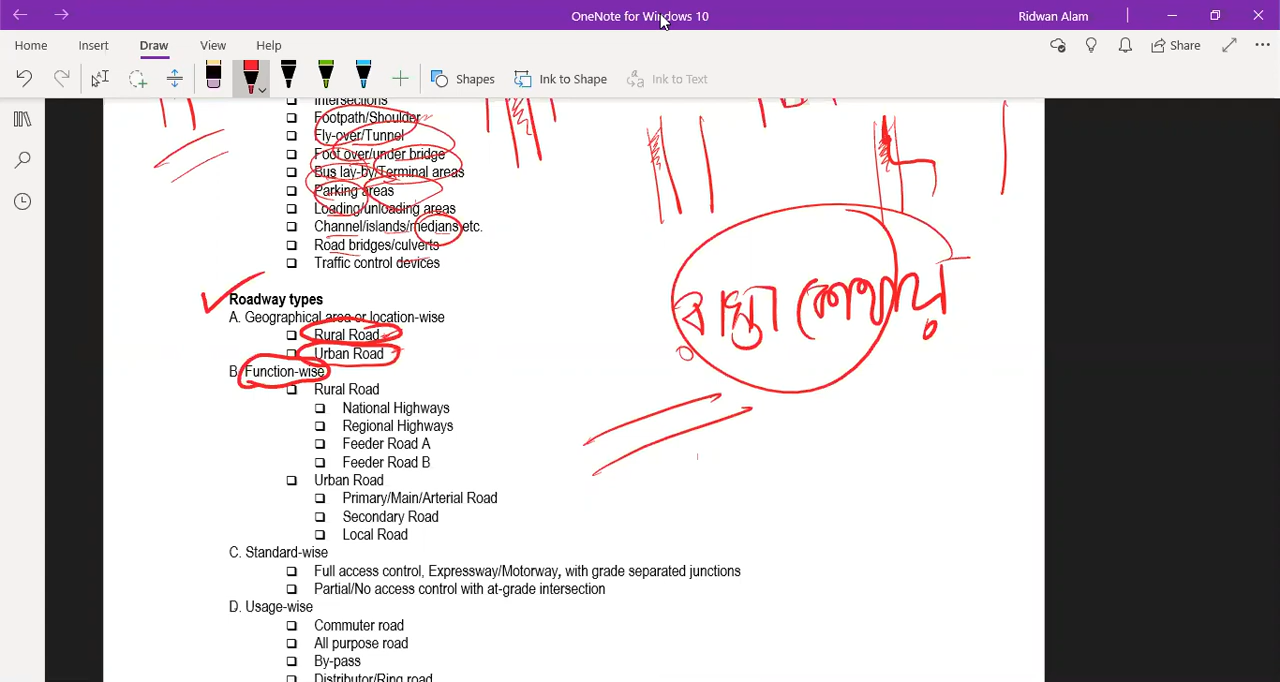 OneNote for Windows 10
Ridwan Alam
Home Insert Draw View Help
Share
Shapes
Ink to Shape
Ink to Text
Intersections
Footpath/Shoulder
Fly-over/Tunnel
Foot over/under bridge
Bus lay-by/Terminal areas
Parking areas
Loading/unloading areas
Channel/islands/medians etc.
Road bridges/culverts
Traffic control devices
Roadway types
A. Geographical area or location-wise
Rural Road
Urban Road
B. Function-wise
Rural Road
National Highways
Regional Highways
Feeder Road A
Feeder Road B
Urban Road
Primary/Main/Arterial Road
Secondary Road
Local Road
C. Standard-wise
Full access control, Expressway/Motorway, with grade separated junctions
Partial/No access control with at-grade intersection
D. Usage-wise
Commuter road
All purpose road
By-pass
Distributor/Ring road
রাস্তা কোথায়